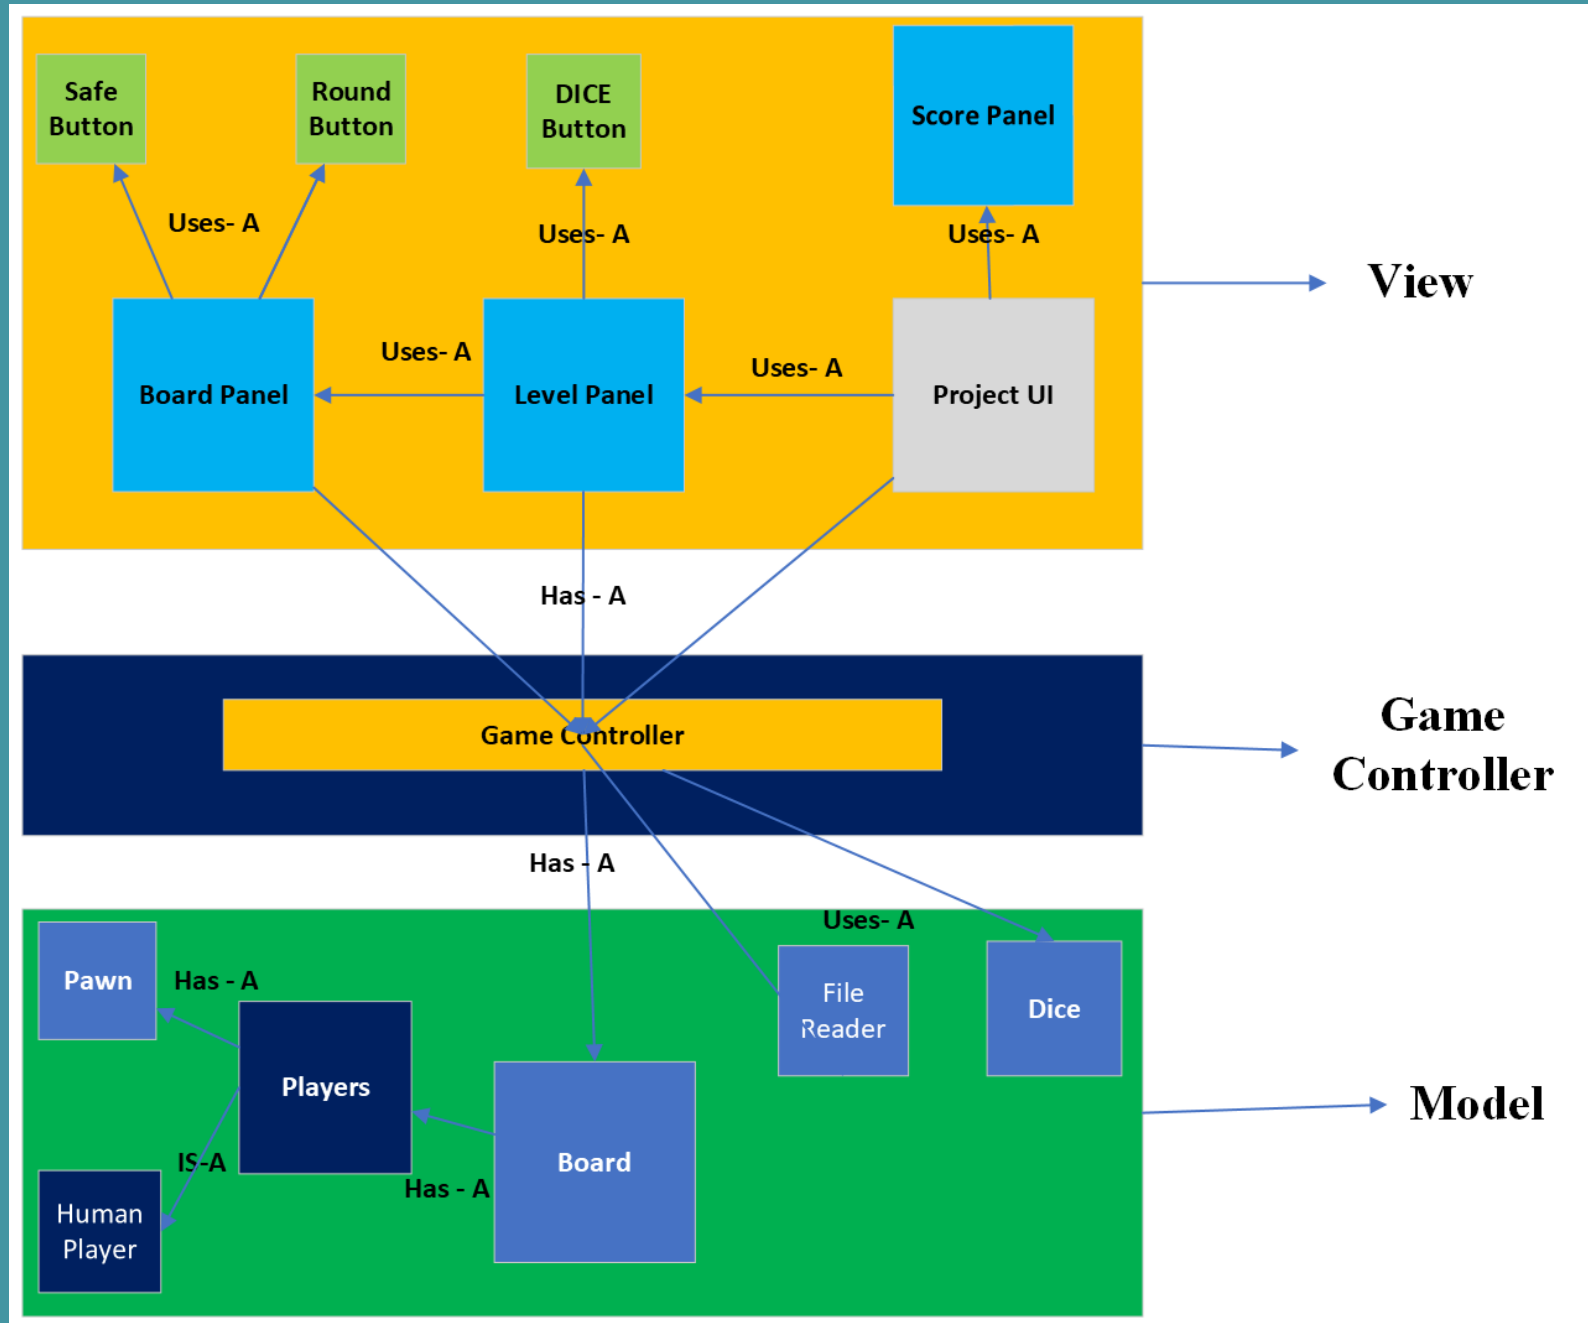 Safe
Button
Round
Button
DICE
Button
Score Panel
Uses- A
Uses- A
Uses- A
View
Uses- A
Uses- A
Board Panel
Level Panel
Project UI
Has - A
Game
Controller
Game Controller
Has - A
Uses- A
Pawn
Has - A
File
Reader
Dice
Players
Model
Board
IS-A
Has - A
Human
Player